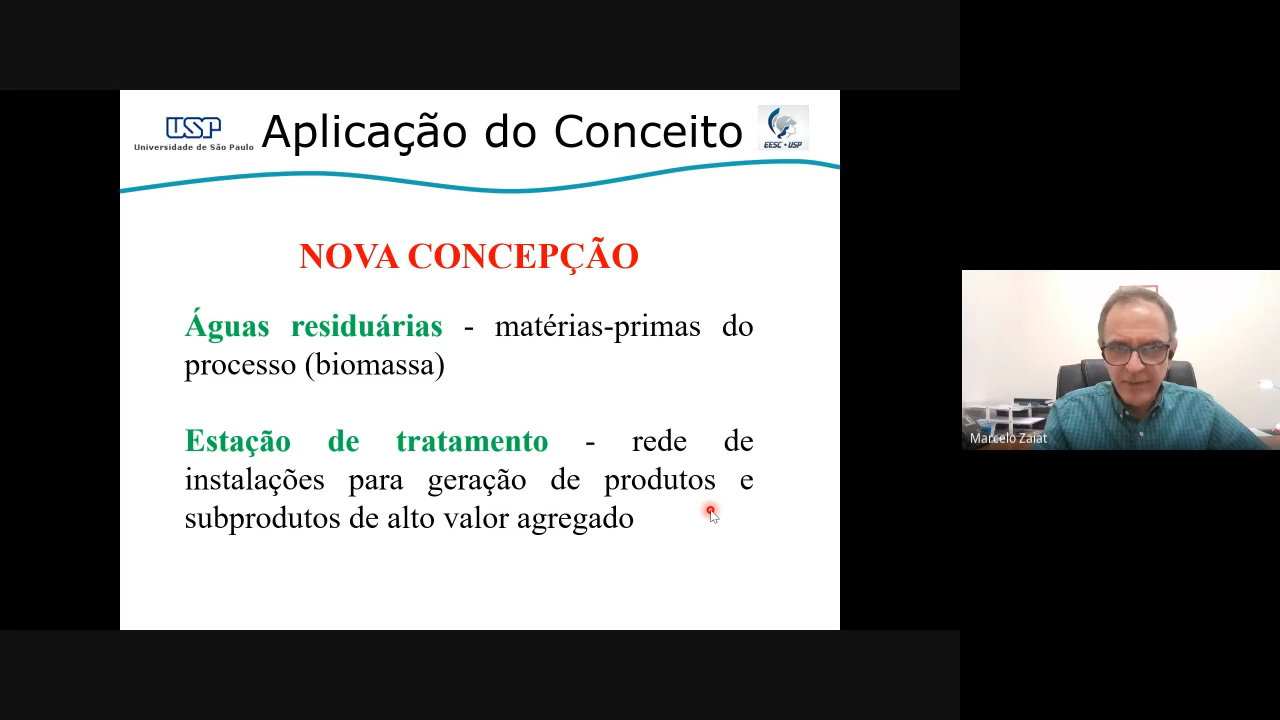 USP
Universidade de São Paulo
Aplicação do Conceito
EESC • USP
NOVA CONCEPÇÃO
Águas residuárias - matérias-primas do
processo (biomassa)
Estação de tratamento - rede de
instalações para geração de produtos e
subprodutos de alto valor agregado
Marcelo Zaiat